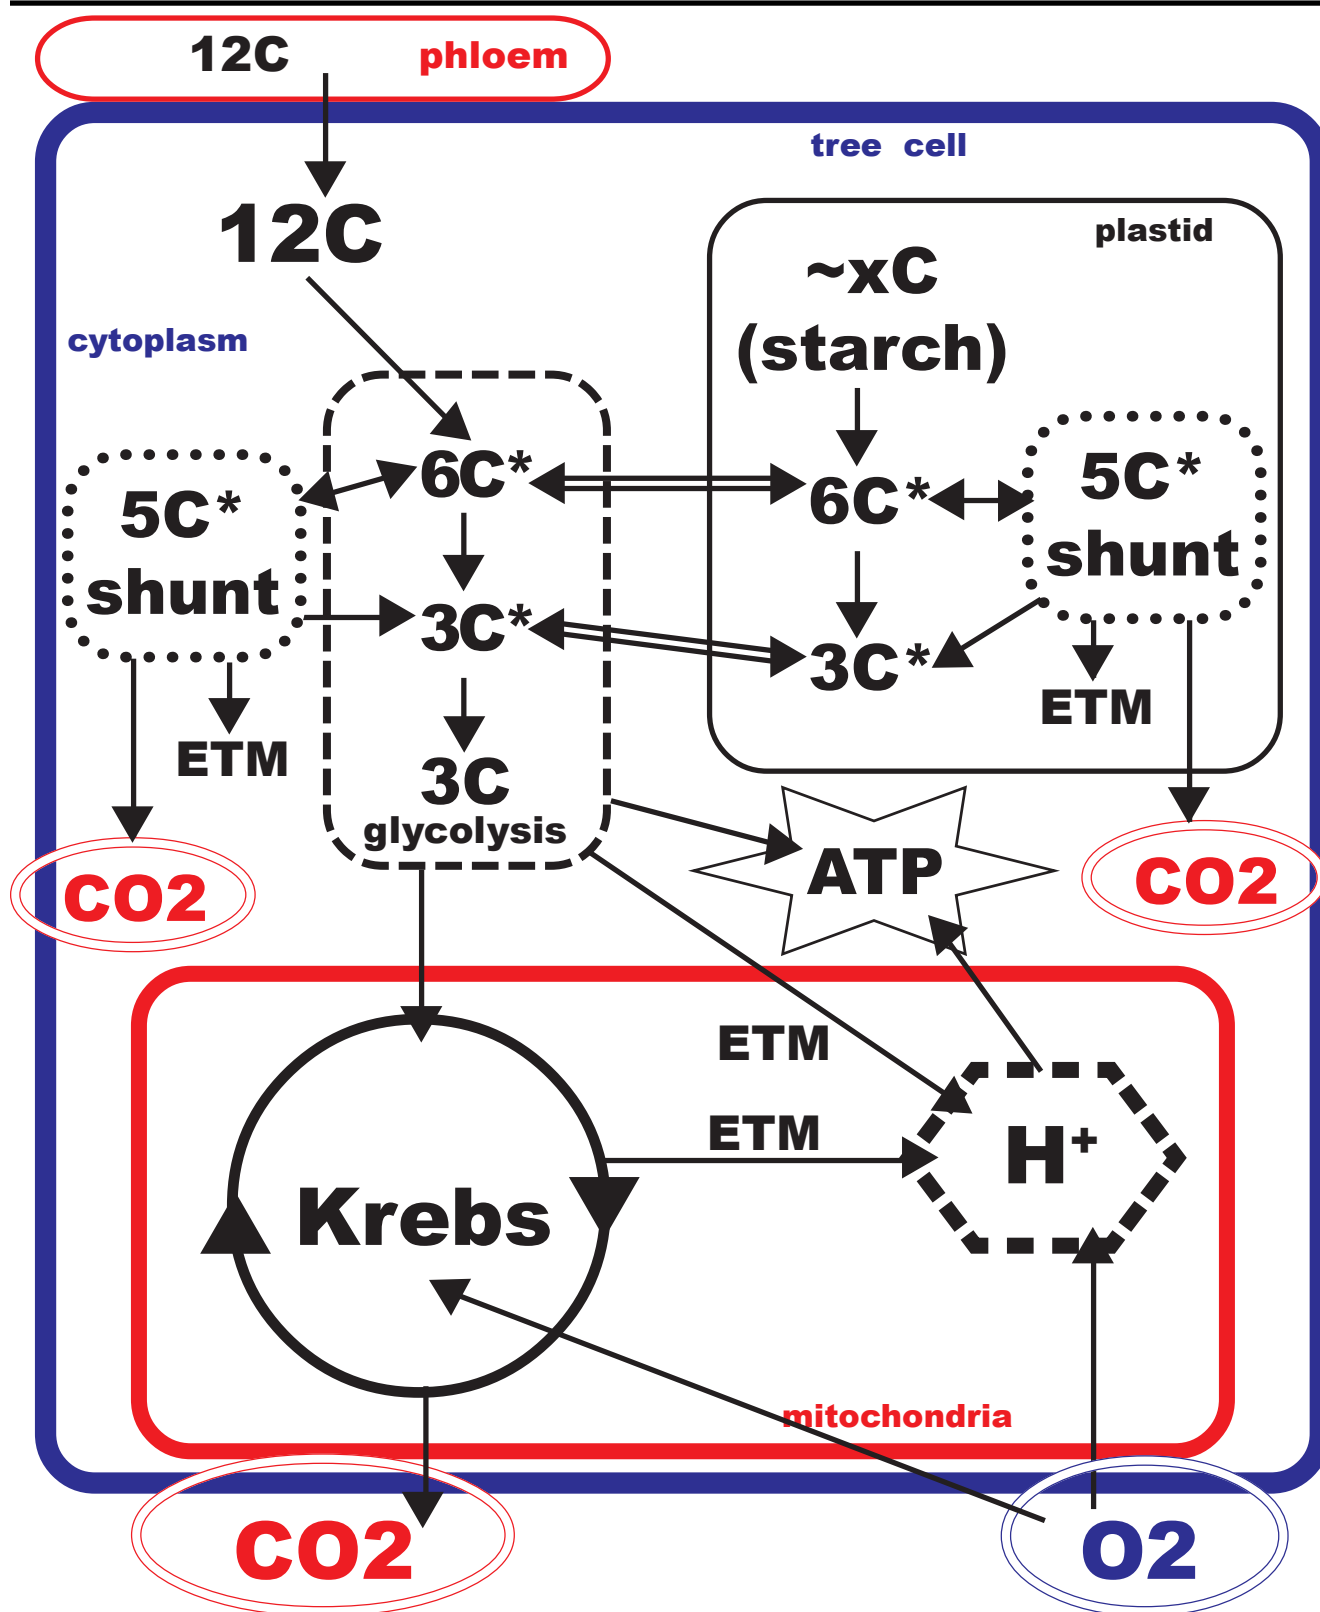 12C
phloem
tree cell
12C
plastid
~xC
(starch)
cytoplasm
6C*
5C*
shunt
3C*
3C
glycolysis
ETM
CO2
6C*
5C*
shunt
3C*
ETM
ATP
CO2
ETM
ETM
H+
Krebs
mitochondria
CO2
O2